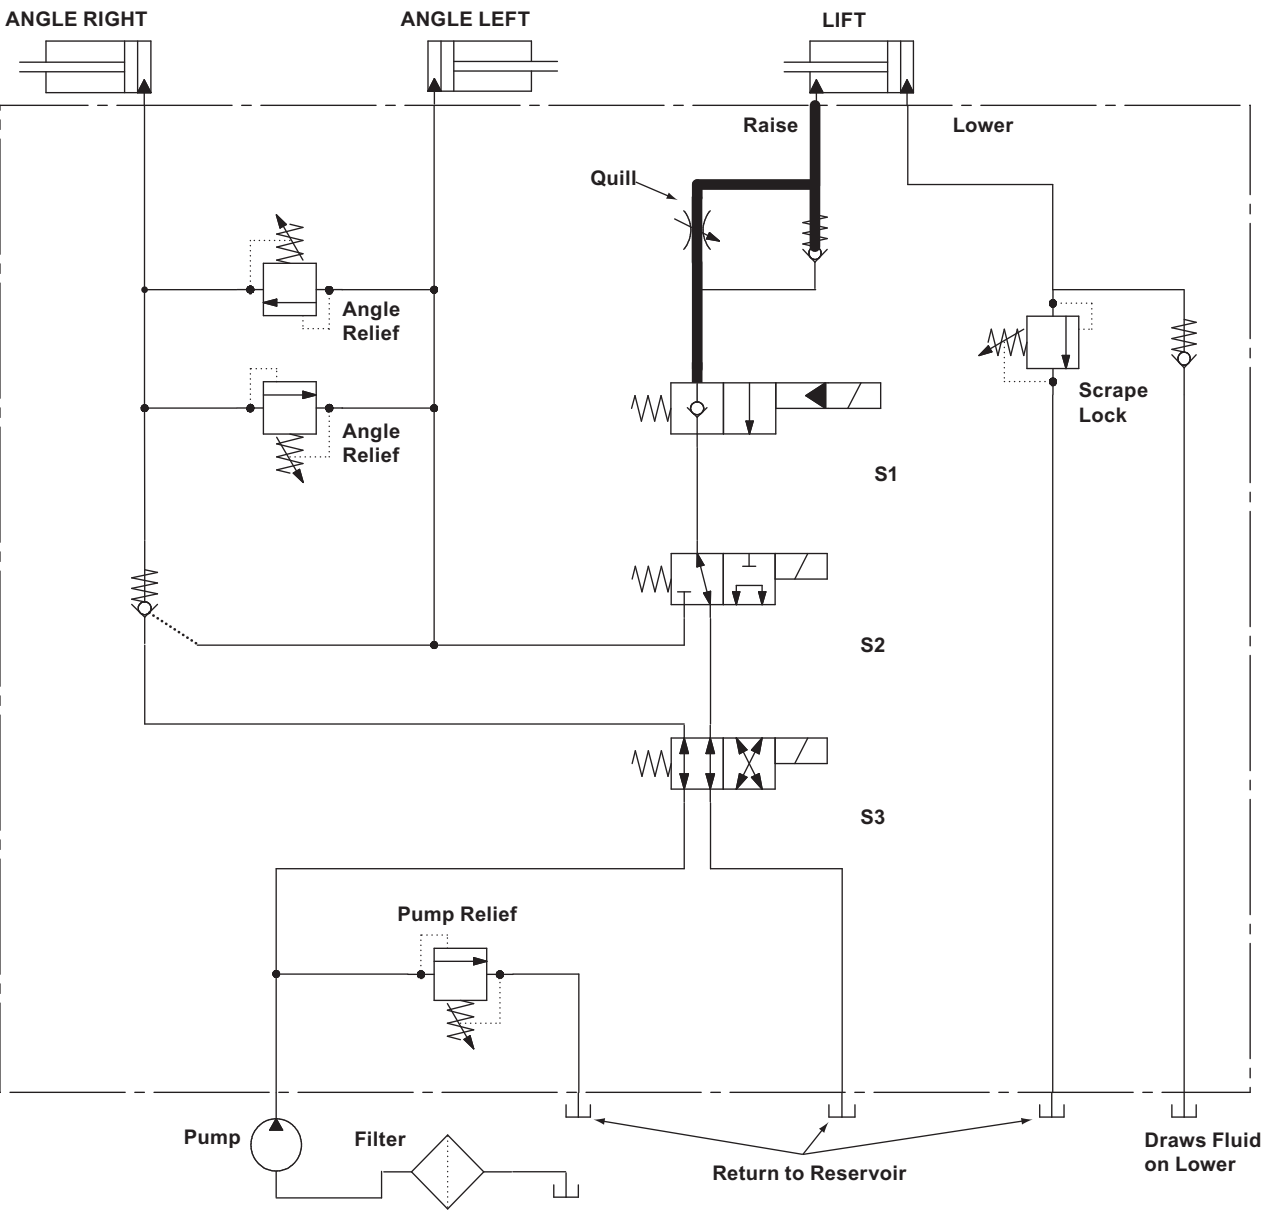 ANGLE RIGHT
ANGLE LEFT
LIFT
Raise
Lower
Quill
Angle
Relief
Angle
Relief
Scrape
Lock
S1
S2
S3
Pump Relief
Pump
Filter
Return to Reservoir
Draws Fluid
on Lower